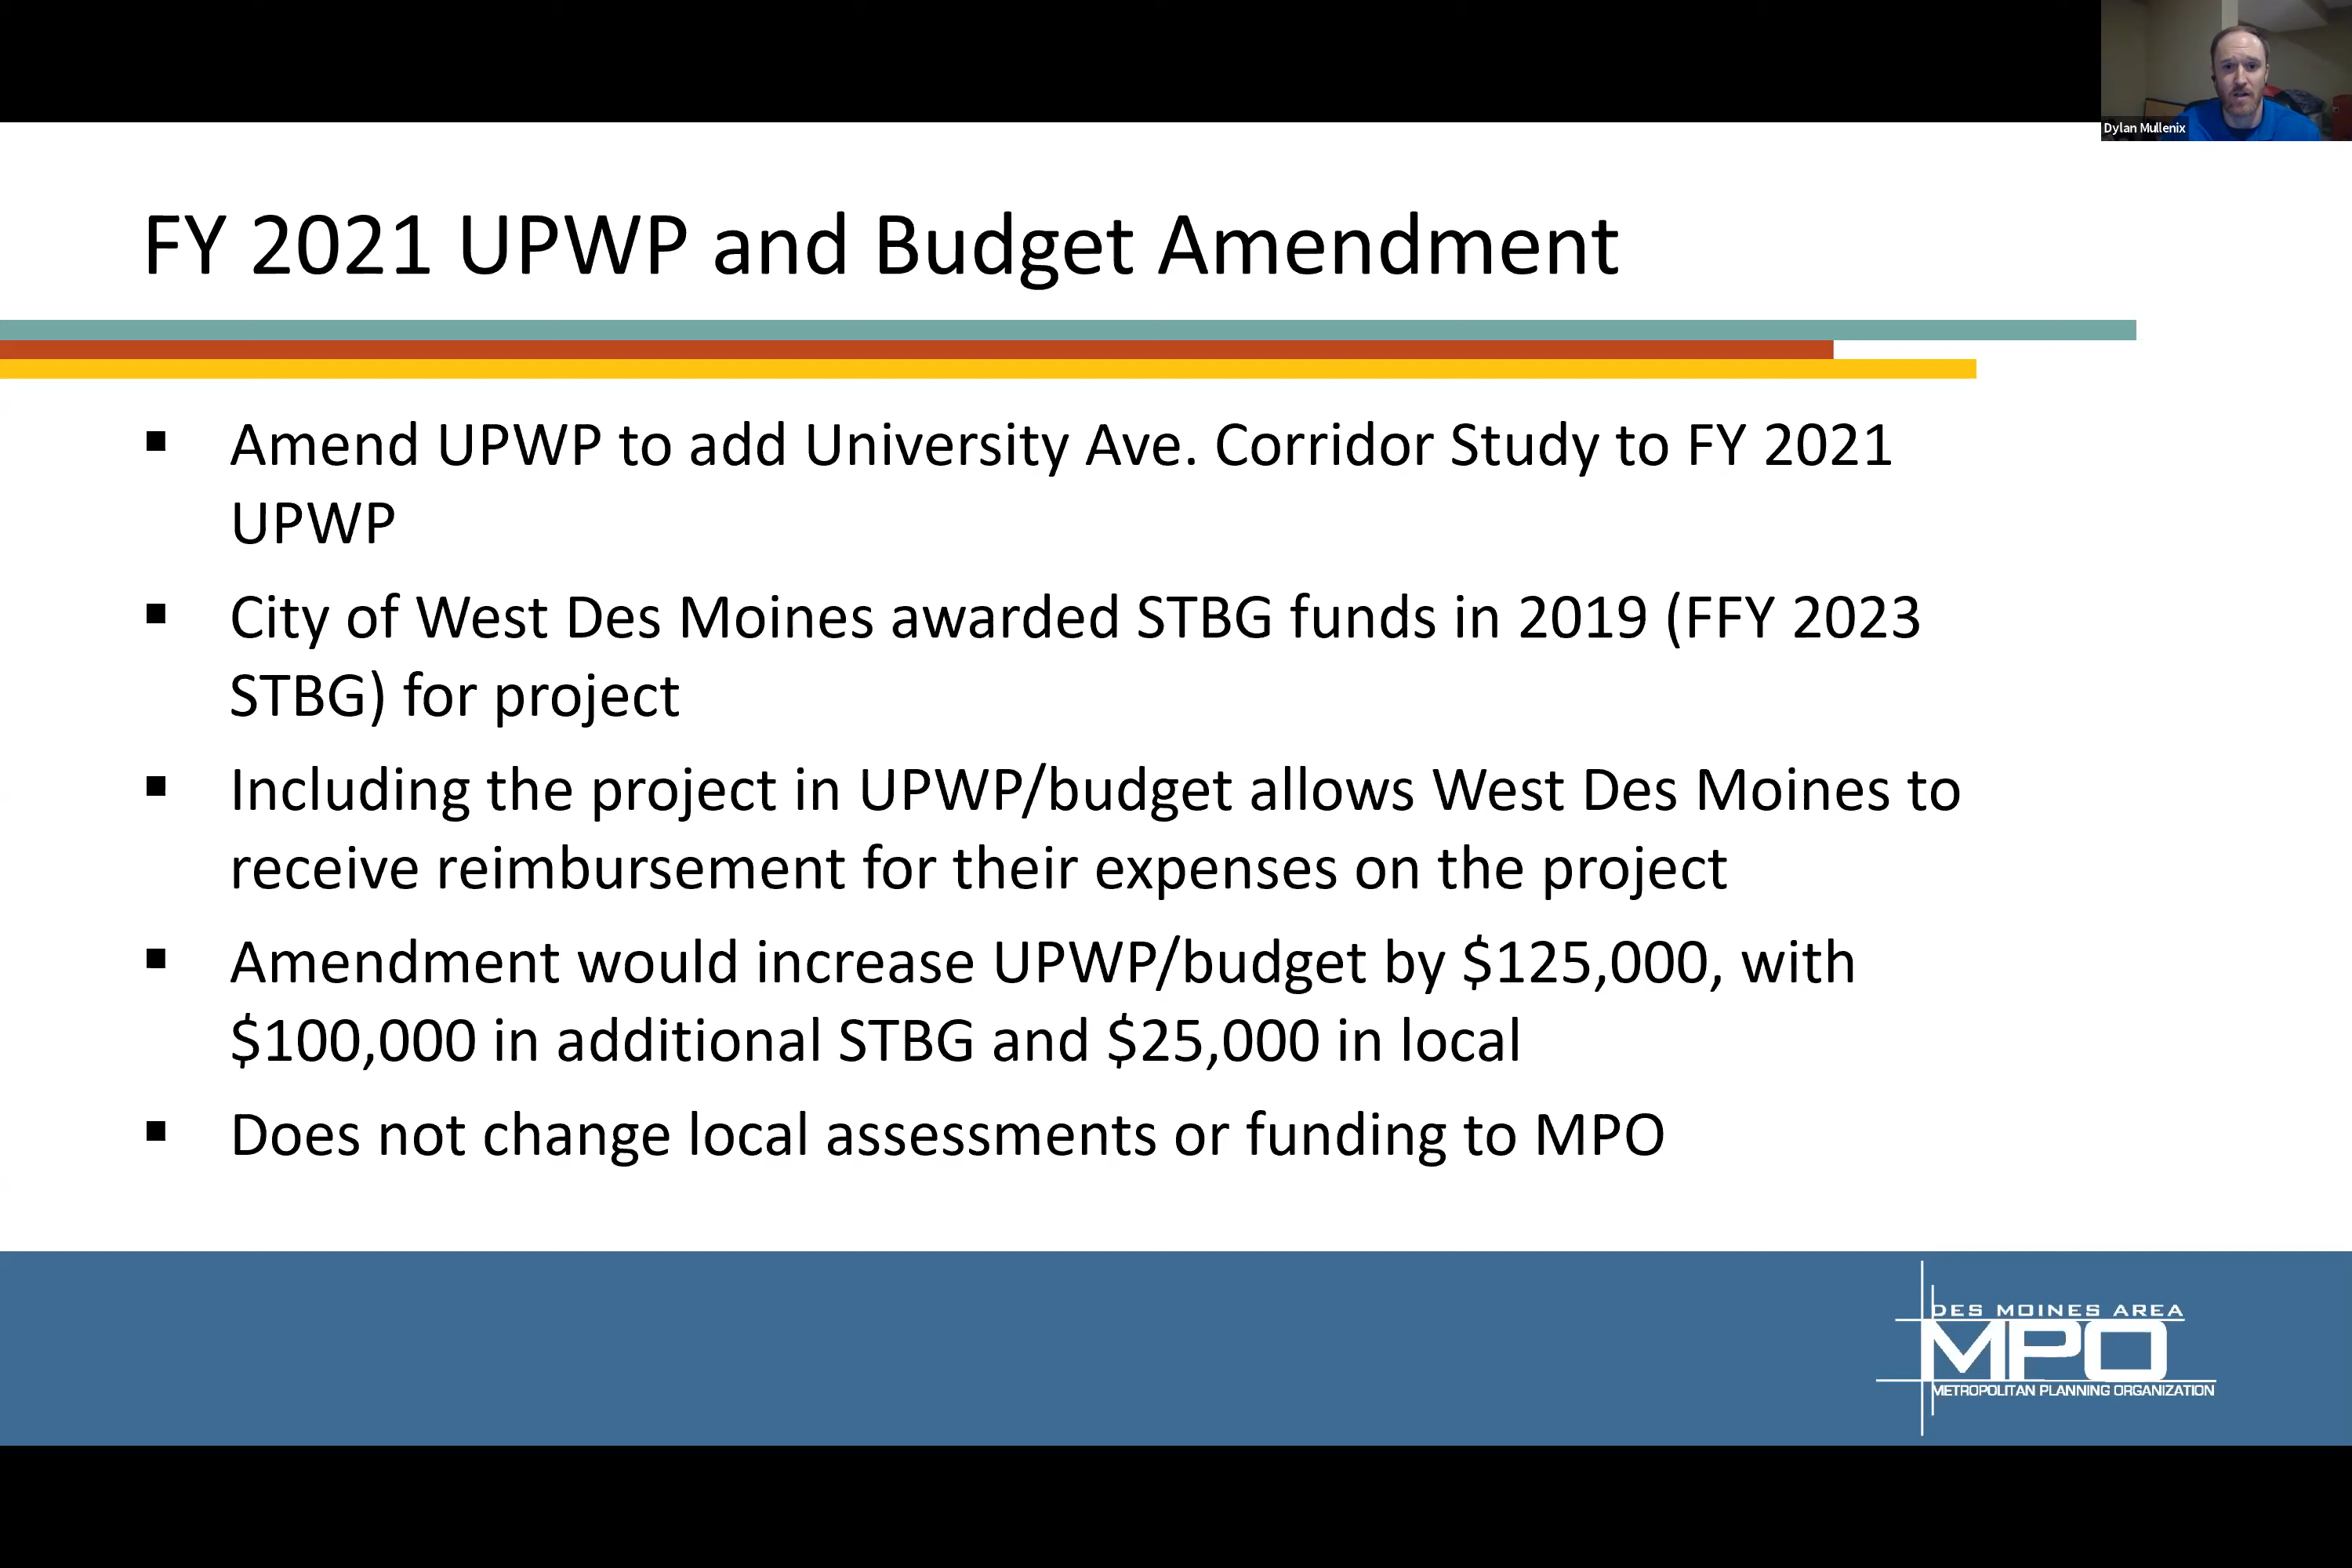 Dylan Mullenix
FY 2021 UPWP and Budget Amendment
▪ Amend UPWP to add University Ave. Corridor Study to FY 2021
UPWP
▪ City of West Des Moines awarded STBG funds in 2019 (FFY 2023
STBG) for project
▪ Including the project in UPWP/budget allows West Des Moines to
receive reimbursement for their expenses on the project
▪ Amendment would increase UPWP/budget by $125,000, with
$100,000 in additional STBG and $25,000 in local
▪ Does not change local assessments or funding to MPO
DES MOINES AREA
MPO
METROPOLITAN PLANNING ORGANIZATION